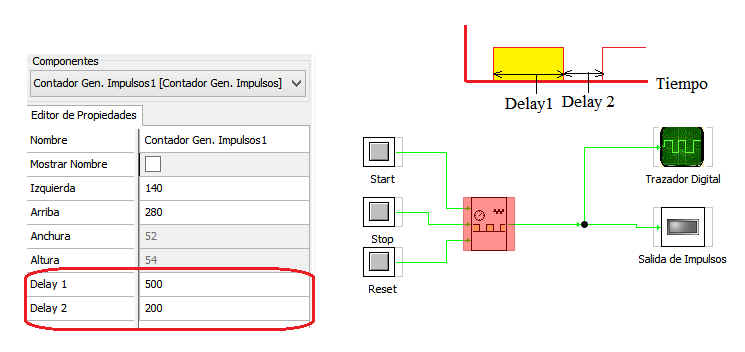 Componentes
Contador Gen. Impulsos1 [Contador Gen. Impulsos]
Editor de Propiedades
Nombre Contador Gen. Impulsos1
Mostrar Nombre
Izquierda 140
Arriba 280
Anchura 52
Altura 54
Delay 1 500
Delay 2 200
Tiempo
Delay1 Delay 2
Start
Trazador Digital
Stop
Salida de Impulsos
Reset